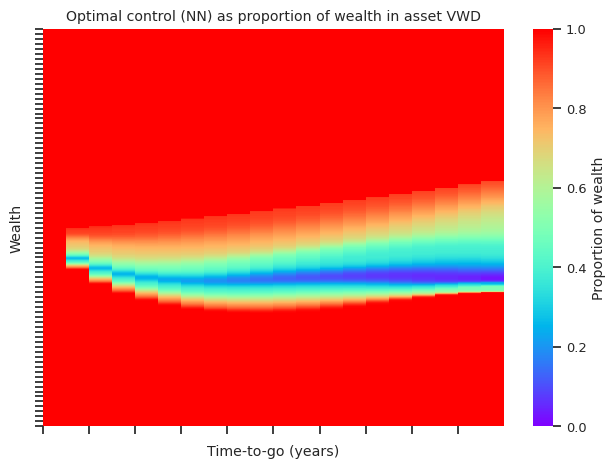 Optimal control (NN) as proportion of wealth in asset VWD
Wealth
Time-to-go (years)
1.0
0.8
0.6
0.4
0.2
0.0
Proportion of wealth